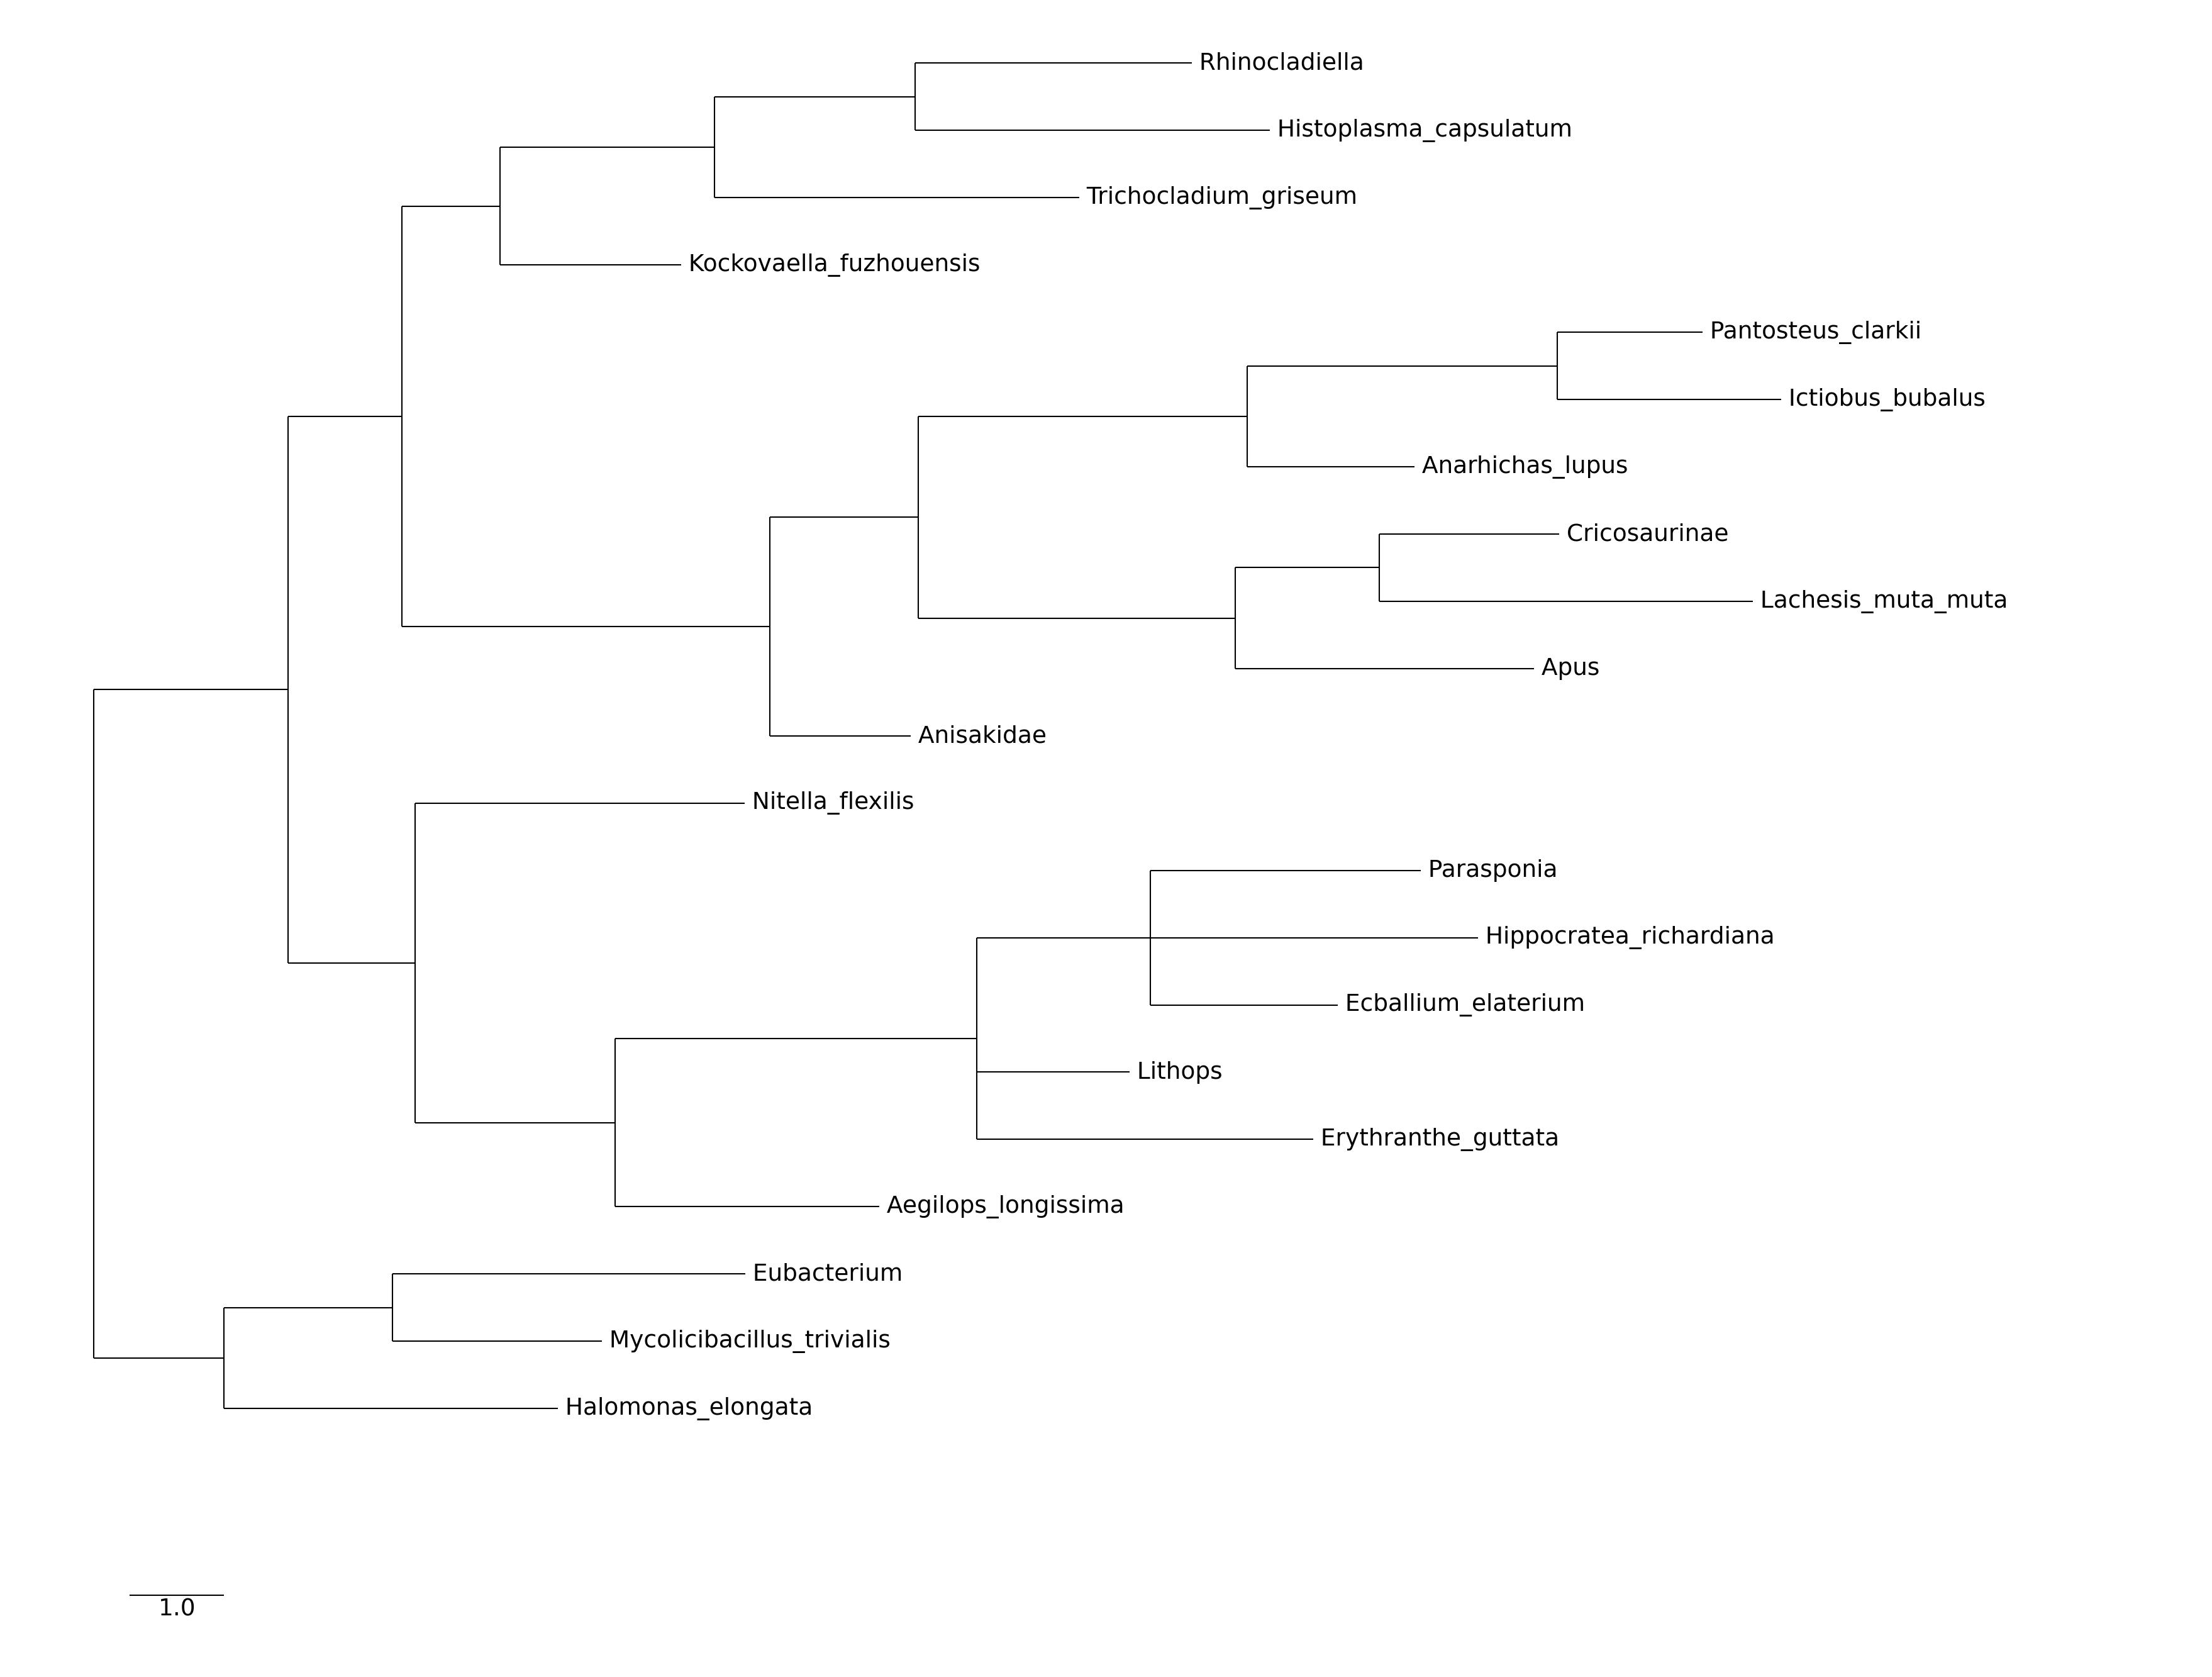 Rhinocladiella
Histoplasma_capsulatum
Trichocladium_griseum
Kockovaella_fuzhouensis
Pantosteus_clarkii
Ictiobus_bubalus
Anarhichas_lupus
Cricosaurinae
Lachesis_muta_muta
Apus
Anisakidae
Nitella_flexilis
Parasponia
Hippocratea_richardiana
Ecballium_elaterium
Lithops
Erythranthe_guttata
Aegilops_longissima
Eubacterium
Mycolicibacillus_trivialis
Halomonas_elongata
1.0